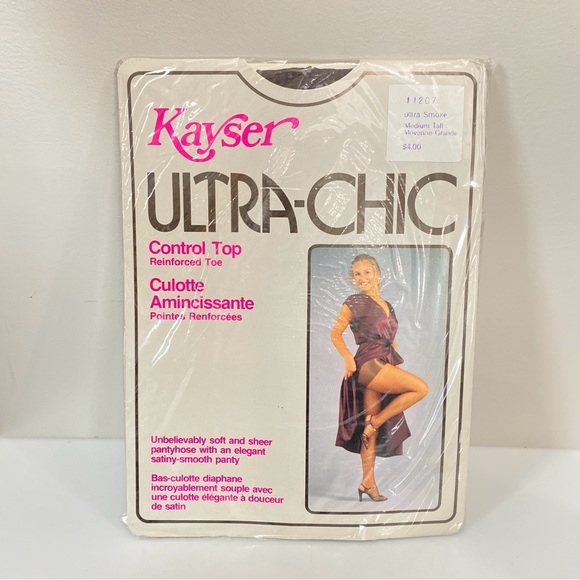 Kayser
11207
Ultra Smoke
Medium Tall
Moyenne Grande
$4.00
ULTRA-CHIC
Control Top
Reinforced Toe
Culotte
Amincissante
Pointes Renforcées
Unbelievably soft and sheer
pantyhose with an elegant
satiny-smooth panty
Bas-culotte diaphane
incroyablement souple avec
une culotte élégante à douceur
de satin